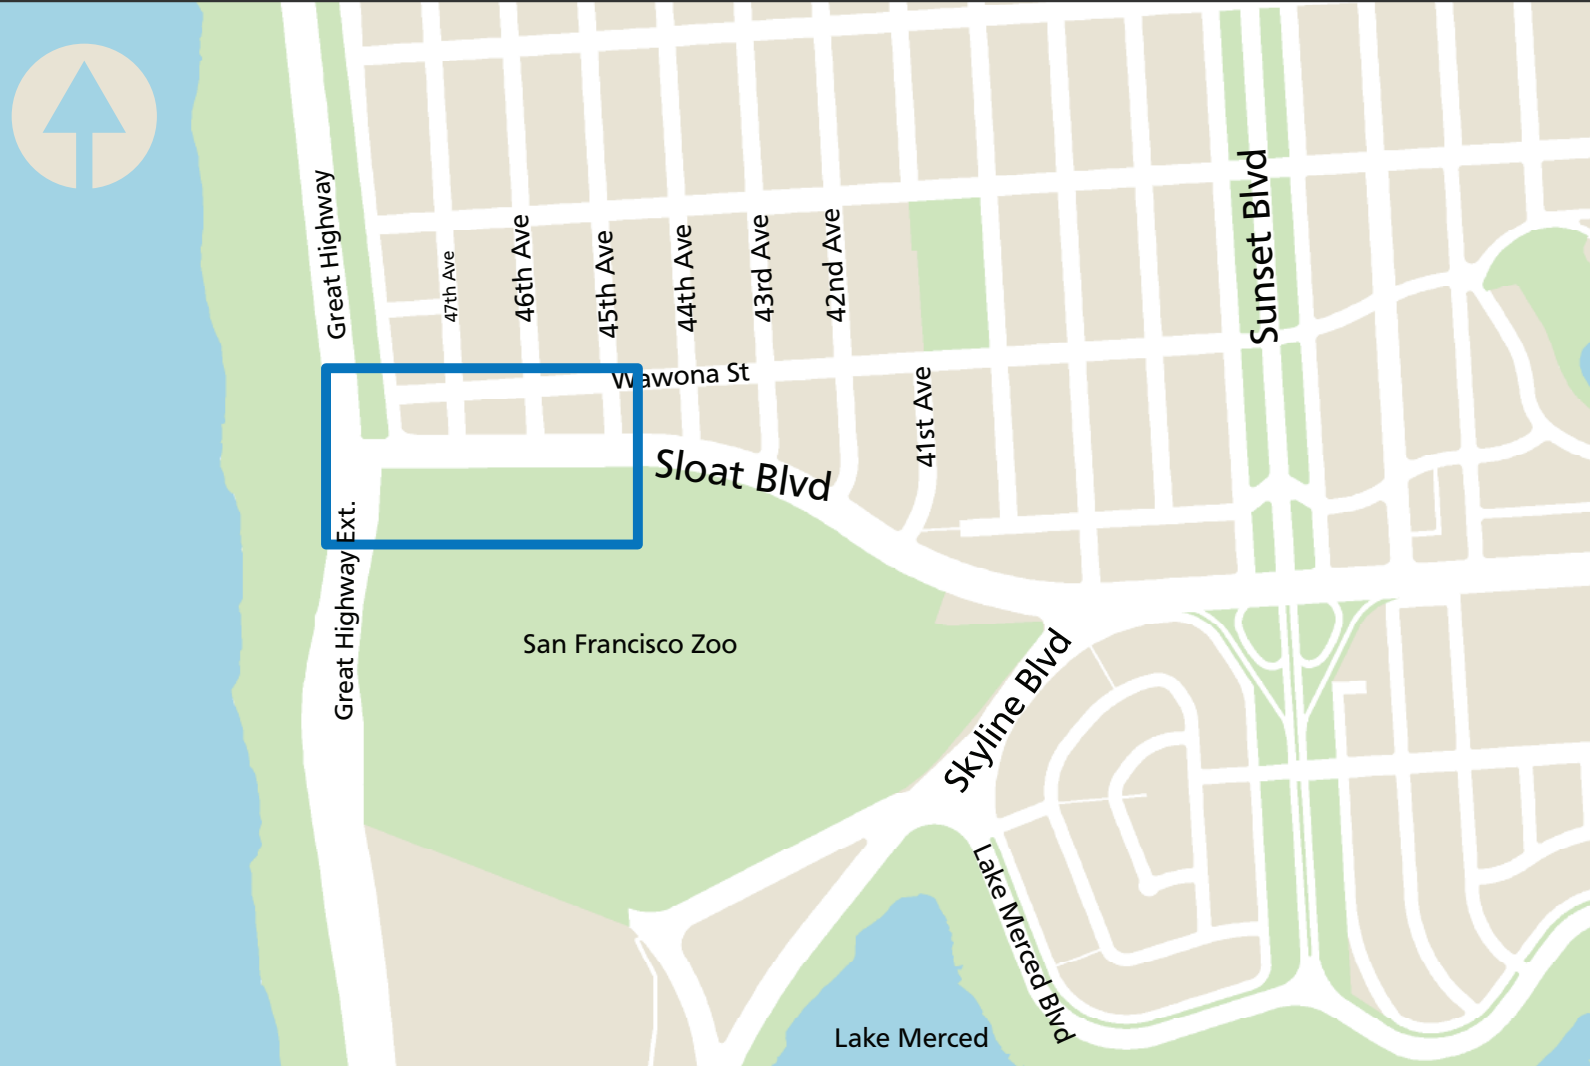 Great Highway
47th Ave
46th Ave
45th Ave
44th Ave
43rd Ave
42nd Ave
Sunset Blvd
Wawona St
41st Ave
Sloat Blvd
Great Highway Ext.
San Francisco Zoo
Skyline Blvd
Lake Merced Blvd
Lake Merced